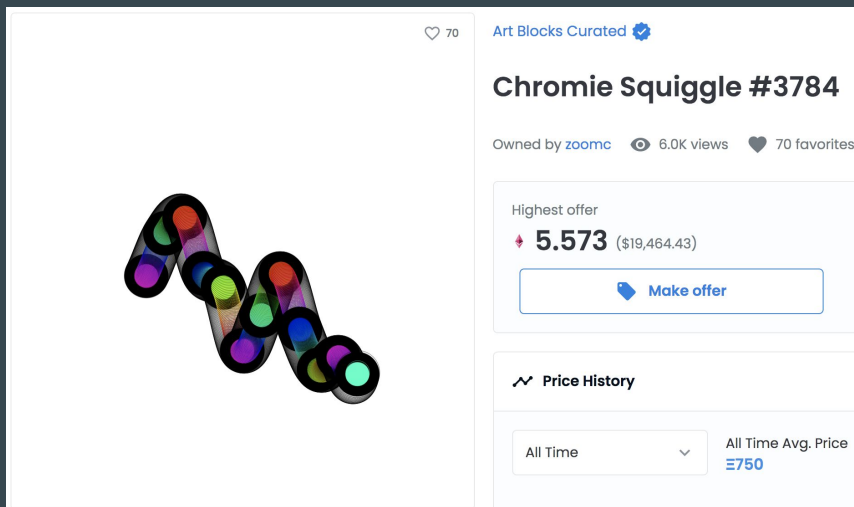 70
Art Blocks Curated
Chromie Squiggle #3784
Owned by zoomc 6.0K views 70 favorites
Highest offer
5.573 ($19,464.43)
Make offer
Price History
All Time
All Time Avg. Price
Ξ750